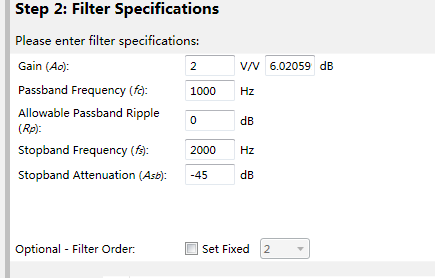 Step 2: Filter Specifications
Please enter filter specifications:
Gain (Ao): 2 V/V 6.02059 dB
Passband Frequency (fc): 1000 Hz
Allowable Passband Ripple
(Rp): 0 dB
Stopband Frequency (fs): 2000 Hz
Stopband Attenuation (Asb): -45 dB
Optional - Filter Order: Set Fixed 2